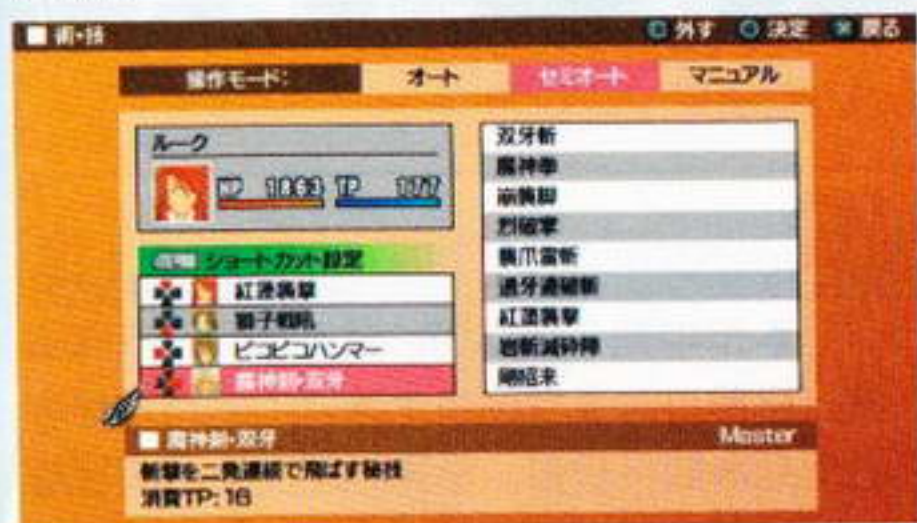 ■ 術・技
□ 外す ○ 決定 × 戻る
操作モード: オート セミオート マニュアル
ルーク
HP 1863 TP 177
ショートカット設定
紅蓮襲撃
獅子戦吼
ピコピコハンマー
魔神剣・双牙
双牙斬
魔神拳
崩襲脚
烈破掌
襲爪雷斬
通牙連破斬
紅蓮襲撃
岩斬滅砕陣
剛招来
■ 魔神剣・双牙 Master
斬撃を二発連続で飛ばす秘技
消費TP: 16